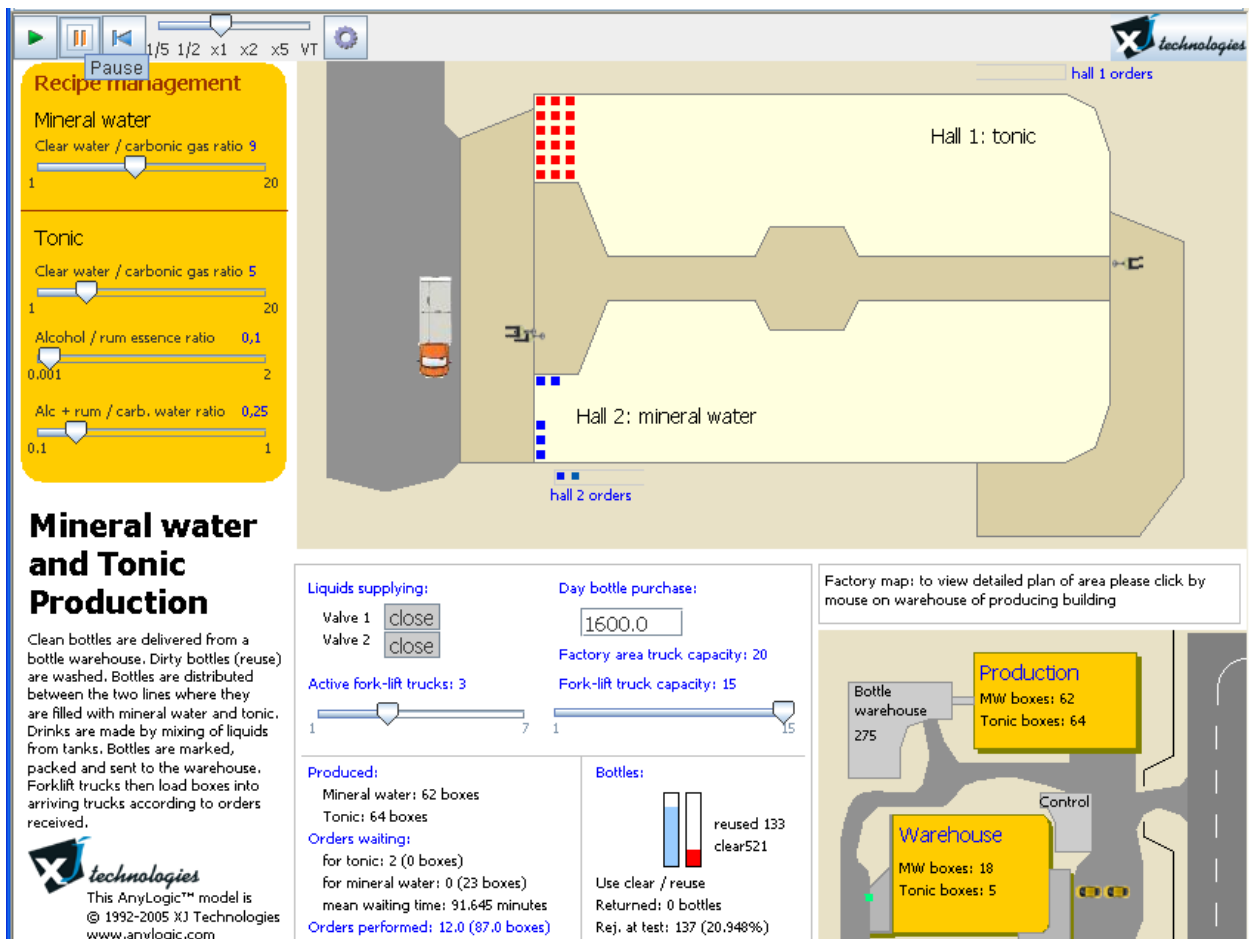 1/5 1/2 x1 x2 x5 VT
Pause
XJ technologies
Recipe management
Mineral water
Clear water / carbonic gas ratio 9
1 20
Tonic
Clear water / carbonic gas ratio 5
1 20
Alcohol / rum essence ratio 0,1
0.001 2
Alc + rum / carb. water ratio 0,25
0.1 1
hall 1 orders
Hall 1: tonic
Hall 2: mineral water
hall 2 orders
Mineral water
and Tonic
Production
Clean bottles are delivered from a
bottle warehouse. Dirty bottles (reuse)
are washed. Bottles are distributed
between the two lines where they
are filled with mineral water and tonic.
Drinks are made by mixing of liquids
from tanks. Bottles are marked,
packed and sent to the warehouse.
Forklift trucks then load boxes into
arriving trucks according to orders
received.
XJ technologies
This AnyLogic™ model is
© 1992-2005 XJ Technologies
www.anylogic.com
Liquids supplying:
Valve 1 close
Valve 2 close
Day bottle purchase:
1600.0
Factory area truck capacity: 20
Active fork-lift trucks: 3
1 7
Fork-lift truck capacity: 15
1 15
Produced:
Mineral water: 62 boxes
Tonic: 64 boxes
Orders waiting:
for tonic: 2 (0 boxes)
for mineral water: 0 (23 boxes)
mean waiting time: 91.645 minutes
Orders performed: 12.0 (87.0 boxes)
Bottles:
reused 133
clear521
Use clear / reuse
Returned: 0 bottles
Rej. at test: 137 (20.948%)
Factory map: to view detailed plan of area please click by
mouse on warehouse of producing building
Bottle
warehouse
275
Production
MW boxes: 62
Tonic boxes: 64
Control
Warehouse
MW boxes: 18
Tonic boxes: 5